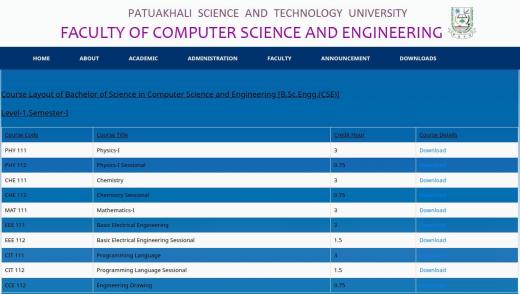 PATUAKHALI SCIENCE AND TECHNOLOGY UNIVERSITY
FACULTY OF COMPUTER SCIENCE AND ENGINEERING
HOME ABOUT ACADEMIC ADMINISTRATION FACULTY ANNOUNCEMENT DOWNLOADS
Course Layout of Bachelor of Science in Computer Science and Engineering [B.Sc.Engg.(CSE)]
Level-1,Semester-I
Course Code Course Title Credit Hour Course Details
PHY 111 Physics-I 3 Download
PHY 112 Physics-I Sessional 0.75
CHE 111 Chemistry 3 Download
CHE 112 Chemistry Sessional 0.75
MAT 111 Mathematics-I 3 Download
EEE 111 Basic Electrical Engineering 3
EEE 112 Basic Electrical Engineering Sessional 1.5 Download
CIT 111 Programming Language 3
CIT 112 Programming Language Sessional 1.5 Download
CCE 112 Engineering Drawing 0.75